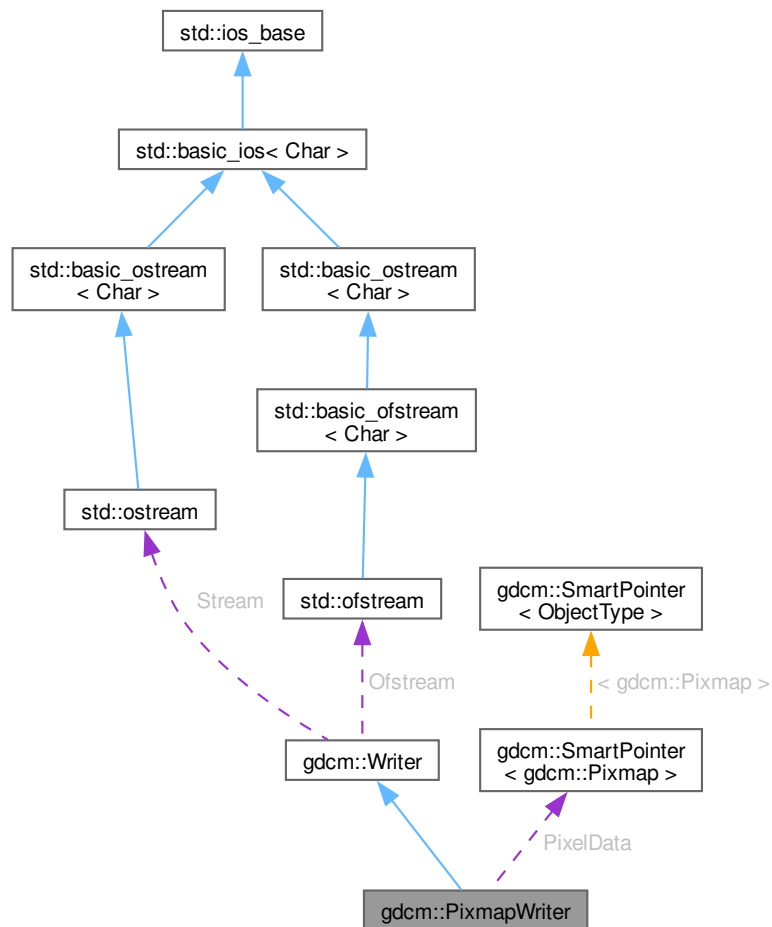 std::ios_base
std::basic_ios< Char >
std::basic_ostream
< Char >
std::basic_ostream
< Char >
std::basic_ofstream
< Char >
std::ostream
Stream
std::ofstream
gdcm::SmartPointer
< ObjectType >
Ofstream
< gdcm::Pixmap >
gdcm::Writer
gdcm::SmartPointer
< gdcm::Pixmap >
PixelData
gdcm::PixmapWriter